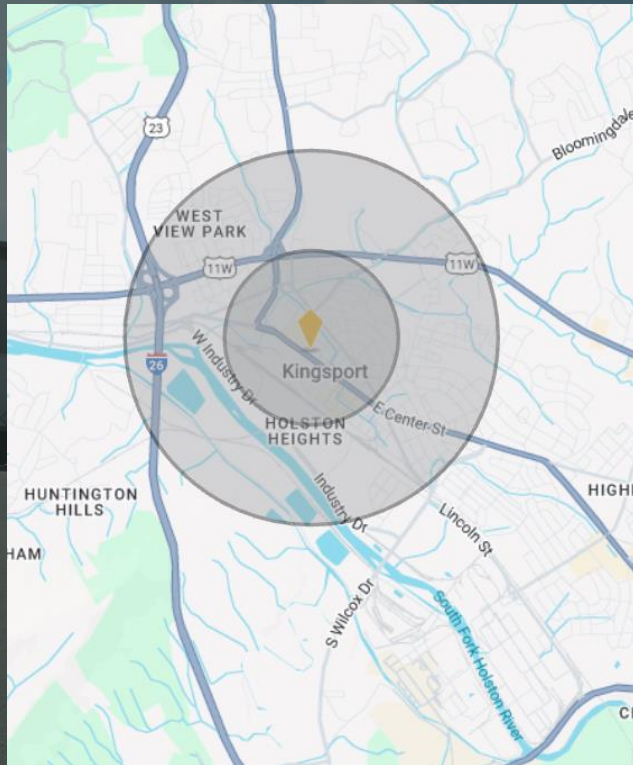 23
Bloomingdale
WEST
VIEW PARK
11W
11W
W Industry Dr
26
Kingsport
E Center St
HOLSTON
HEIGHTS
HUNTINGTON
HILLS
Industry Dr
HIGH
Lincoln St
HAM
S Wilcox Dr
South Fork Holston River